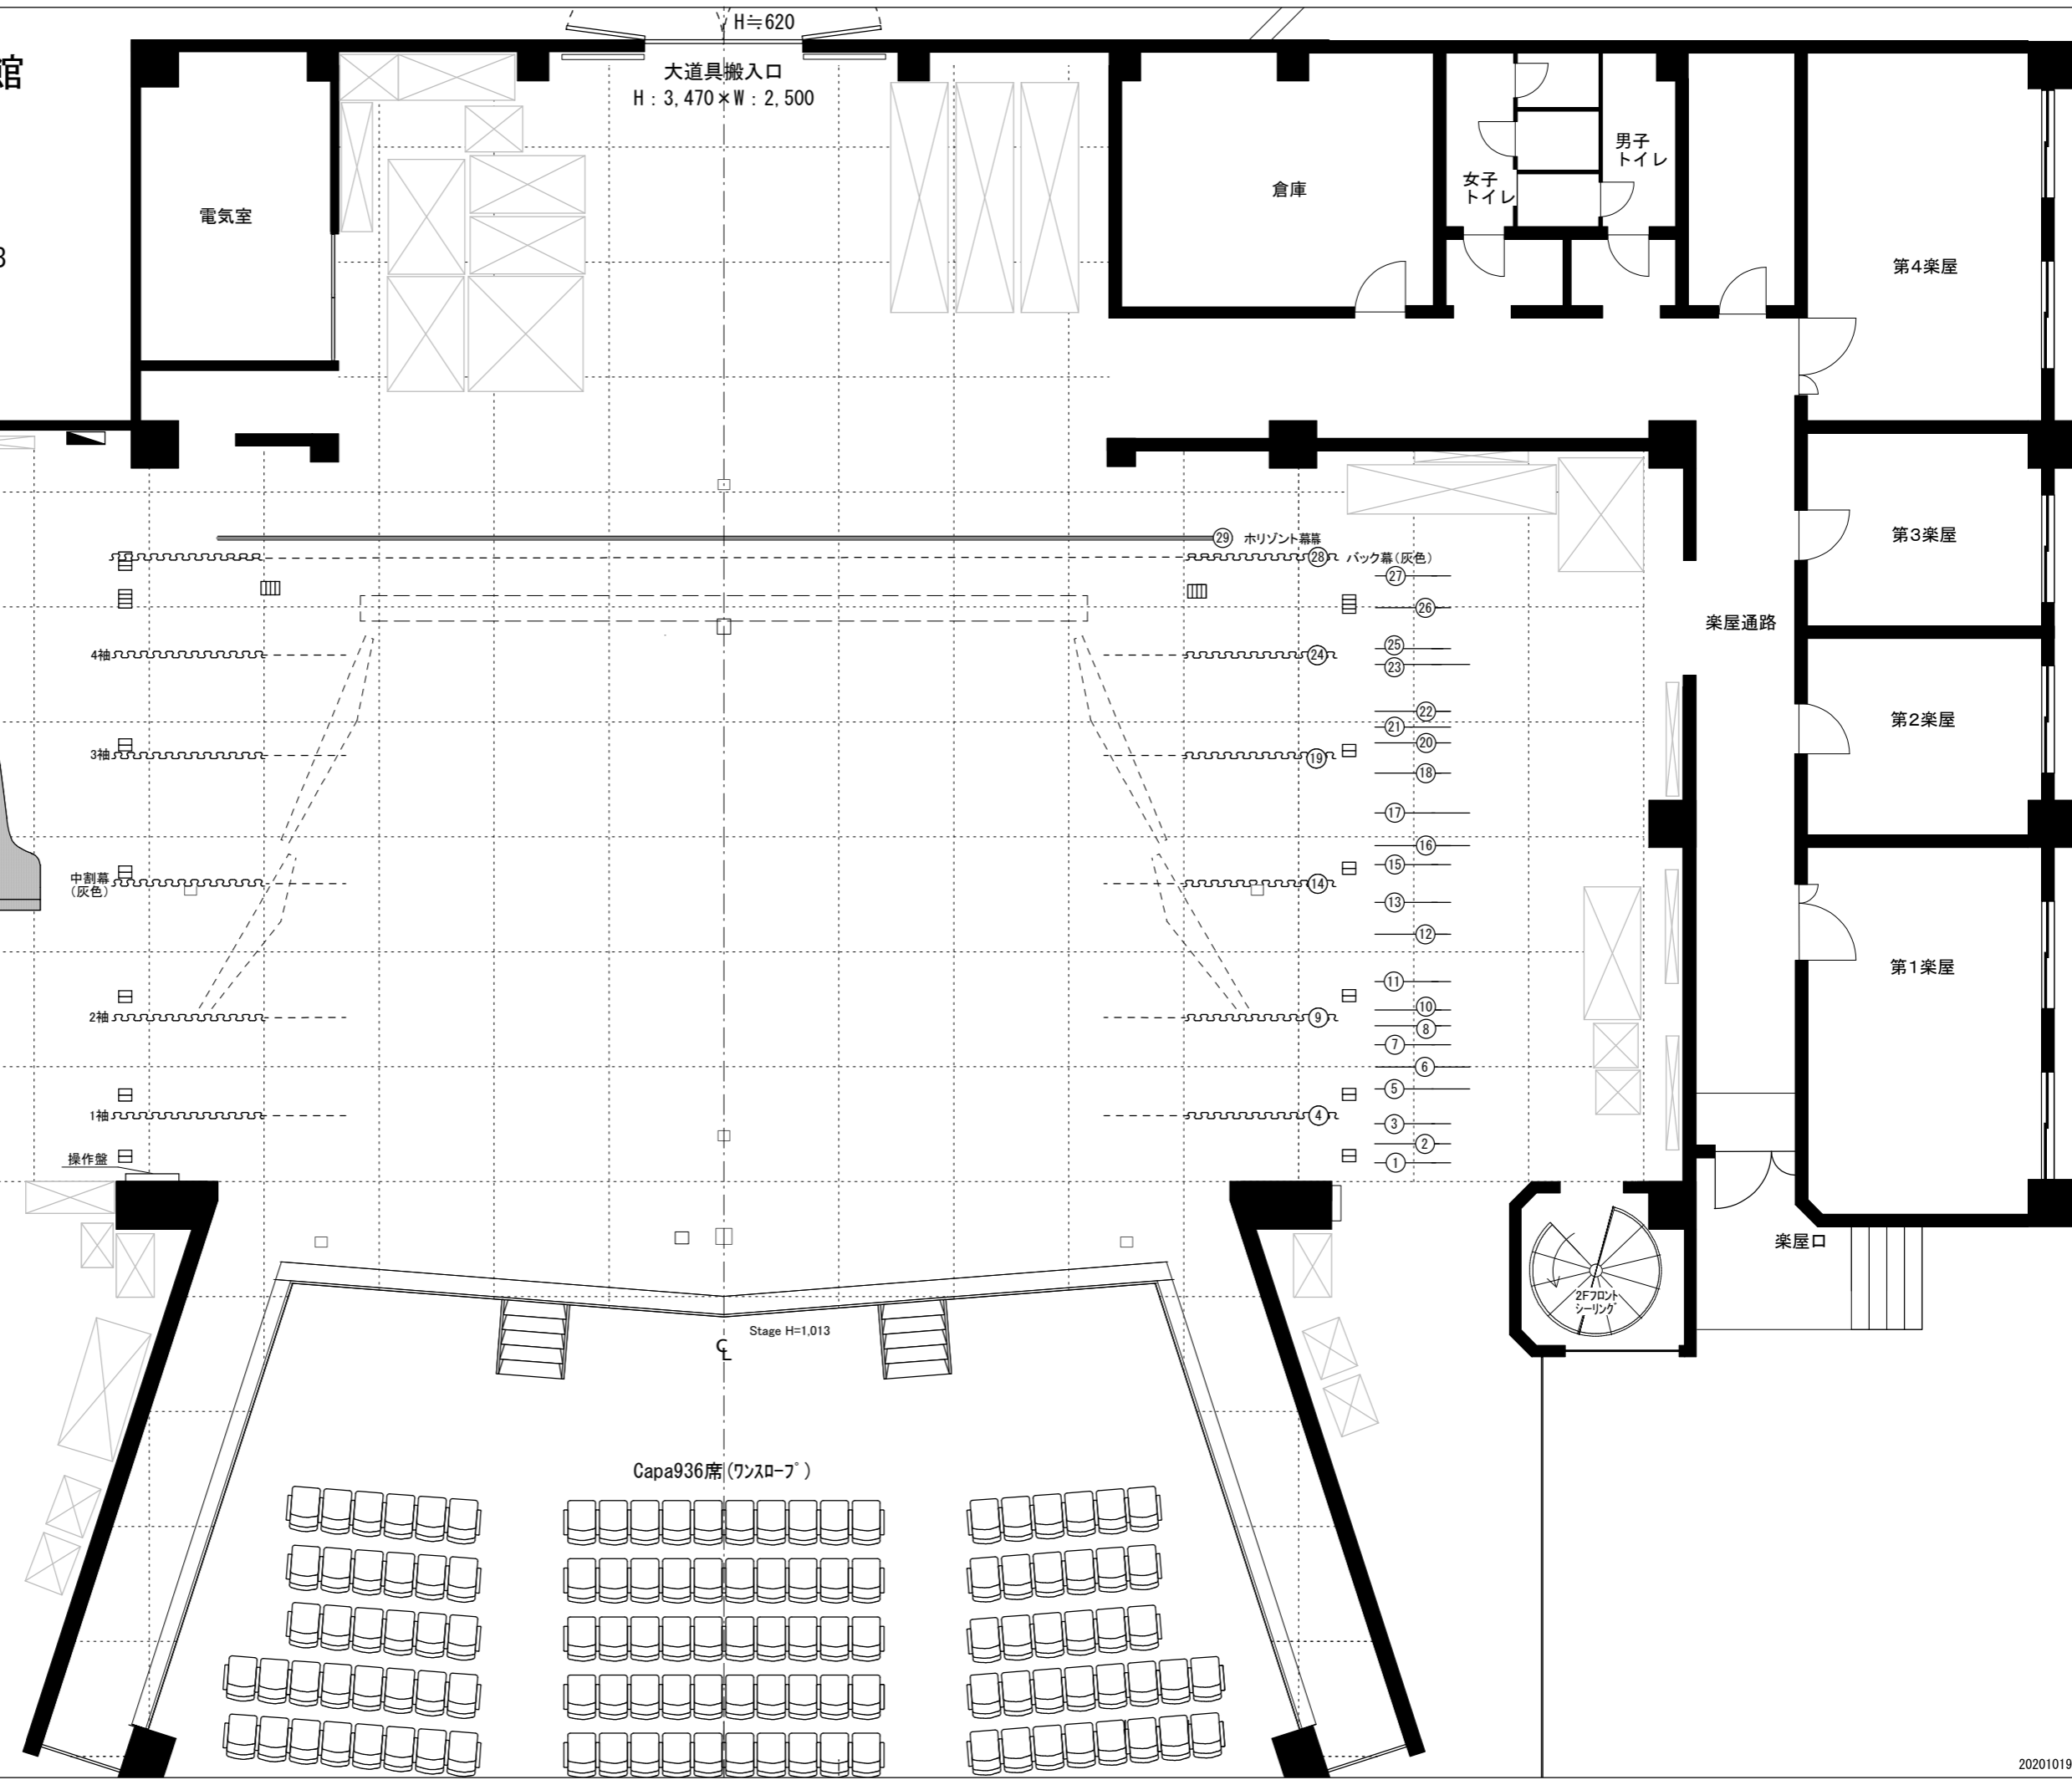 館
3
H≒620
大道具搬入口
H：3,470×W：2,500
電気室
倉庫
女子
トイレ
男子
トイレ
第4楽屋
第3楽屋
第2楽屋
第1楽屋
楽屋通路
楽屋口
㉙ ホリゾント幕幕
㉘ バック幕(灰色)
㉗
㉖
4袖
㉔
㉕
㉓
㉒
㉑
⑳
3袖
⑲
⑱
⑰
⑯
⑮
中割幕
(灰色)
⑭
⑬
⑫
⑪
⑩
2袖
⑨
⑧
⑦
⑥
⑤
1袖
④
③
②
①
操作盤
2Fフロント
シーリング
Stage H=1,013
CL
Capa936席(ワンスロープ)
20201019